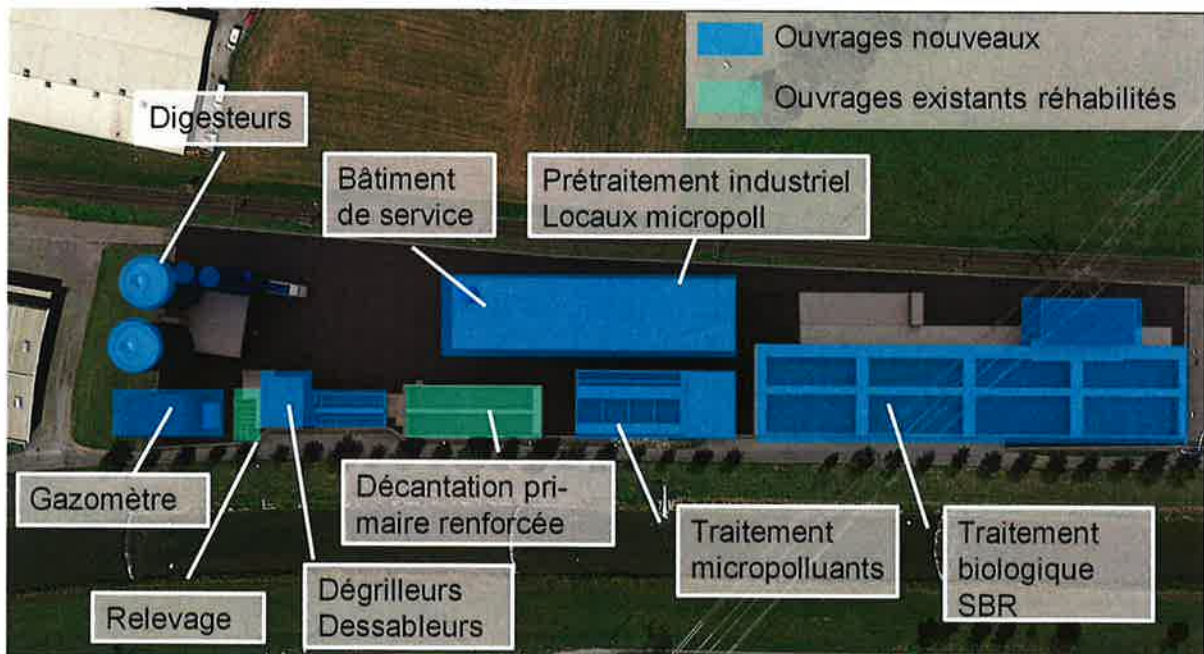 Ouvrages nouveaux
Ouvrages existants réhabilités
Digesteurs
Bâtiment
de service
Prétraitement industriel
Locaux micropoll
Gazomètre
Décantation pri-
maire renforcée
Traitement
micropolluants
Traitement
biologique
SBR
Relevage
Dégrilleurs
Dessableurs